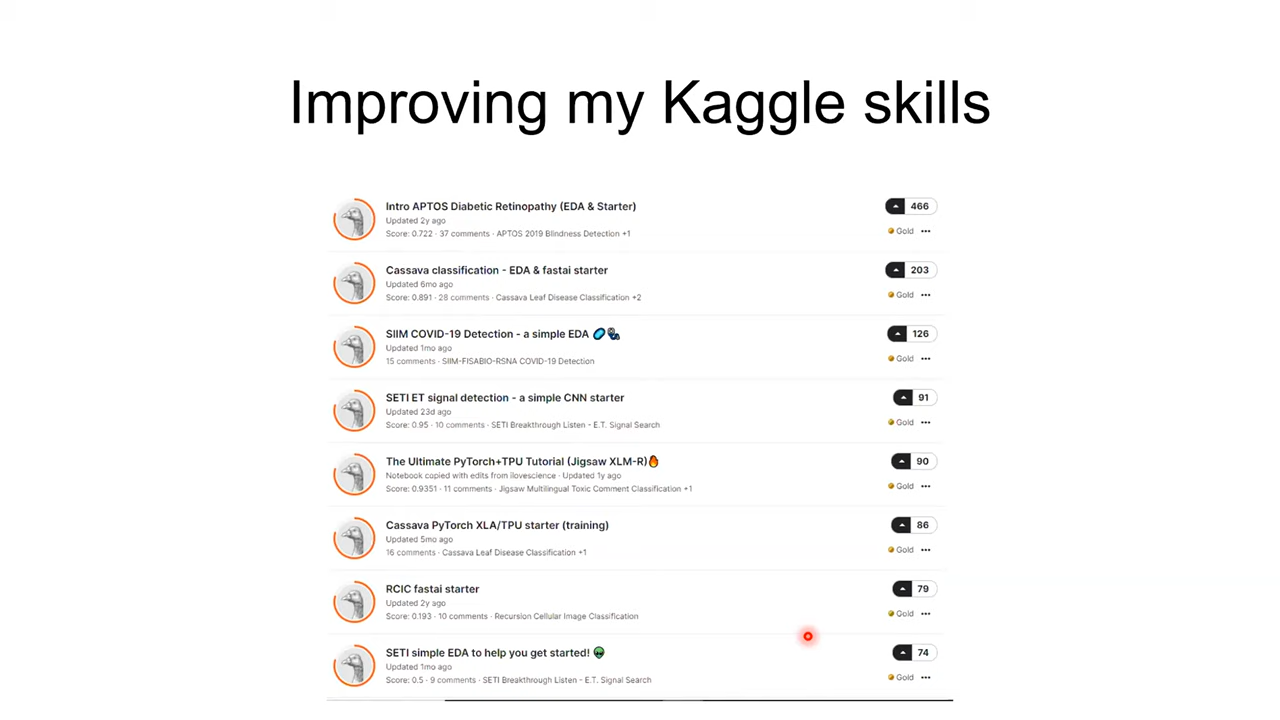 Improving my Kaggle skills
Intro APTOS Diabetic Retinopathy (EDA & Starter)
466
Updated 2y ago
Score: 0.722 · 37 comments · APTOS 2019 Blindness Detection +1
Gold
Cassava classification - EDA & fastai starter
203
Updated 6mo ago
Score: 0.891 · 28 comments · Cassava Leaf Disease Classification +2
Gold
SIIM COVID-19 Detection - a simple EDA
126
Updated 1mo ago
15 comments · SIIM-FISABIO-RSNA COVID-19 Detection
Gold
SETI ET signal detection - a simple CNN starter
91
Updated 23d ago
Score: 0.95 · 10 comments · SETI Breakthrough Listen - E.T. Signal Search
Gold
The Ultimate PyTorch+TPU Tutorial (Jigsaw XLM-R)
90
Notebook copied with edits from ilovescience · Updated 1y ago
Score: 0.9351 · 11 comments · Jigsaw Multilingual Toxic Comment Classification +1
Gold
Cassava PyTorch XLA/TPU starter (training)
86
Updated 5mo ago
16 comments · Cassava Leaf Disease Classification +1
Gold
RCIC fastai starter
79
Updated 2y ago
Score: 0.193 · 10 comments · Recursion Cellular Image Classification
Gold
SETI simple EDA to help you get started!
74
Updated 1mo ago
Score: 0.5 · 9 comments · SETI Breakthrough Listen - E.T. Signal Search
Gold